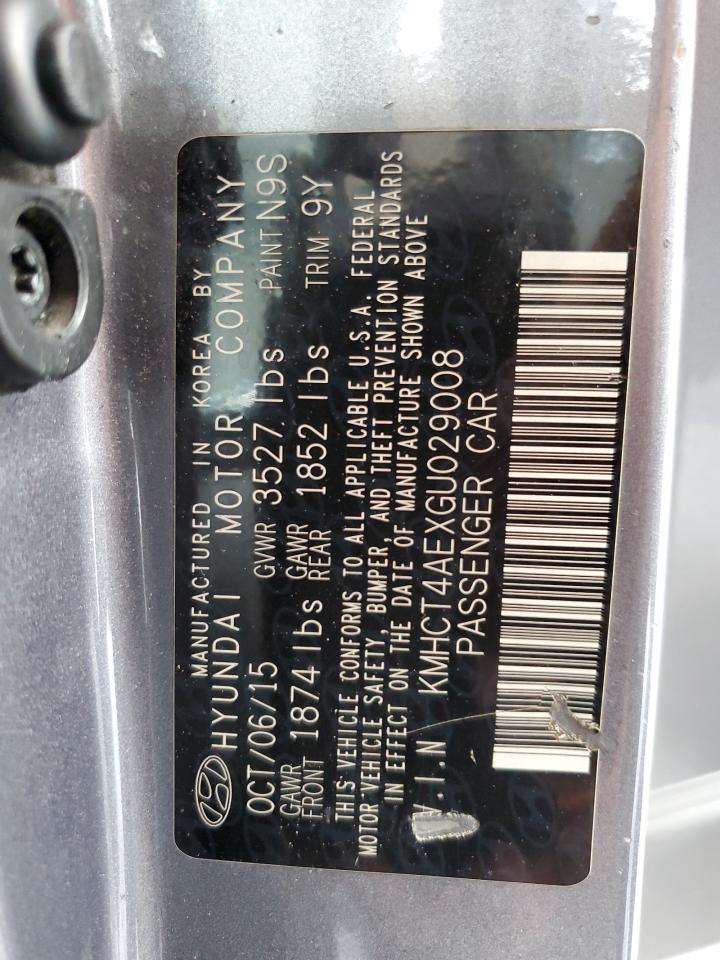 MANUFACTURED IN KOREA BY
HYUNDAI MOTOR COMPANY
OCT/06/15 GVWR 3527 lbs PAINT N9S
GAWR FRONT 1874 lbs GAWR REAR 1852 lbs TRIM 9Y
THIS VEHICLE CONFORMS TO ALL APPLICABLE U.S.A. FEDERAL
MOTOR VEHICLE SAFETY, BUMPER, AND THEFT PREVENTION STANDARDS
IN EFFECT ON THE DATE OF MANUFACTURE SHOWN ABOVE
V.I.N KMHCT4AEXGU029008
PASSENGER CAR